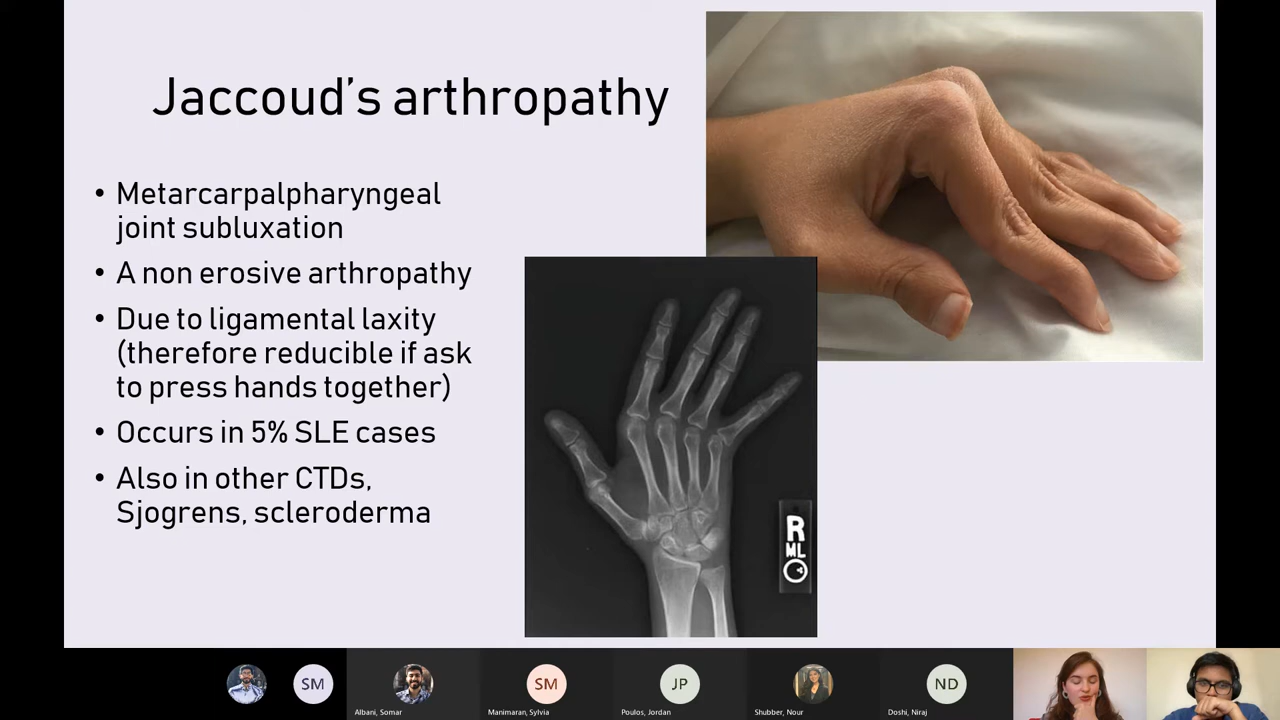 Jaccoud's arthropathy
• Metarcarpalpharyngeal
joint subluxation
• A non erosive arthropathy
• Due to ligamental laxity
(therefore reducible if ask
to press hands together)
• Occurs in 5% SLE cases
• Also in other CTDs,
Sjogrens, scleroderma
R
ML
SM
SM
JP
ND
Albani, Somar
Manimaran, Sylvia
Poulos, Jordan
Shubber, Nour
Doshi, Niraj